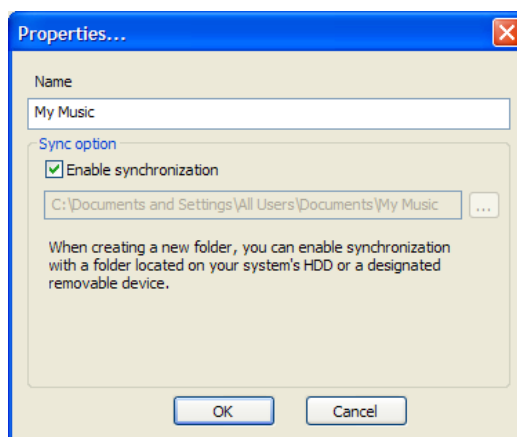 Properties...
Name
My Music
Sync option
Enable synchronization
C:\Documents and Settings\All Users\Documents\My Music
...
When creating a new folder, you can enable synchronization
with a folder located on your system's HDD or a designated
removable device.
OK
Cancel